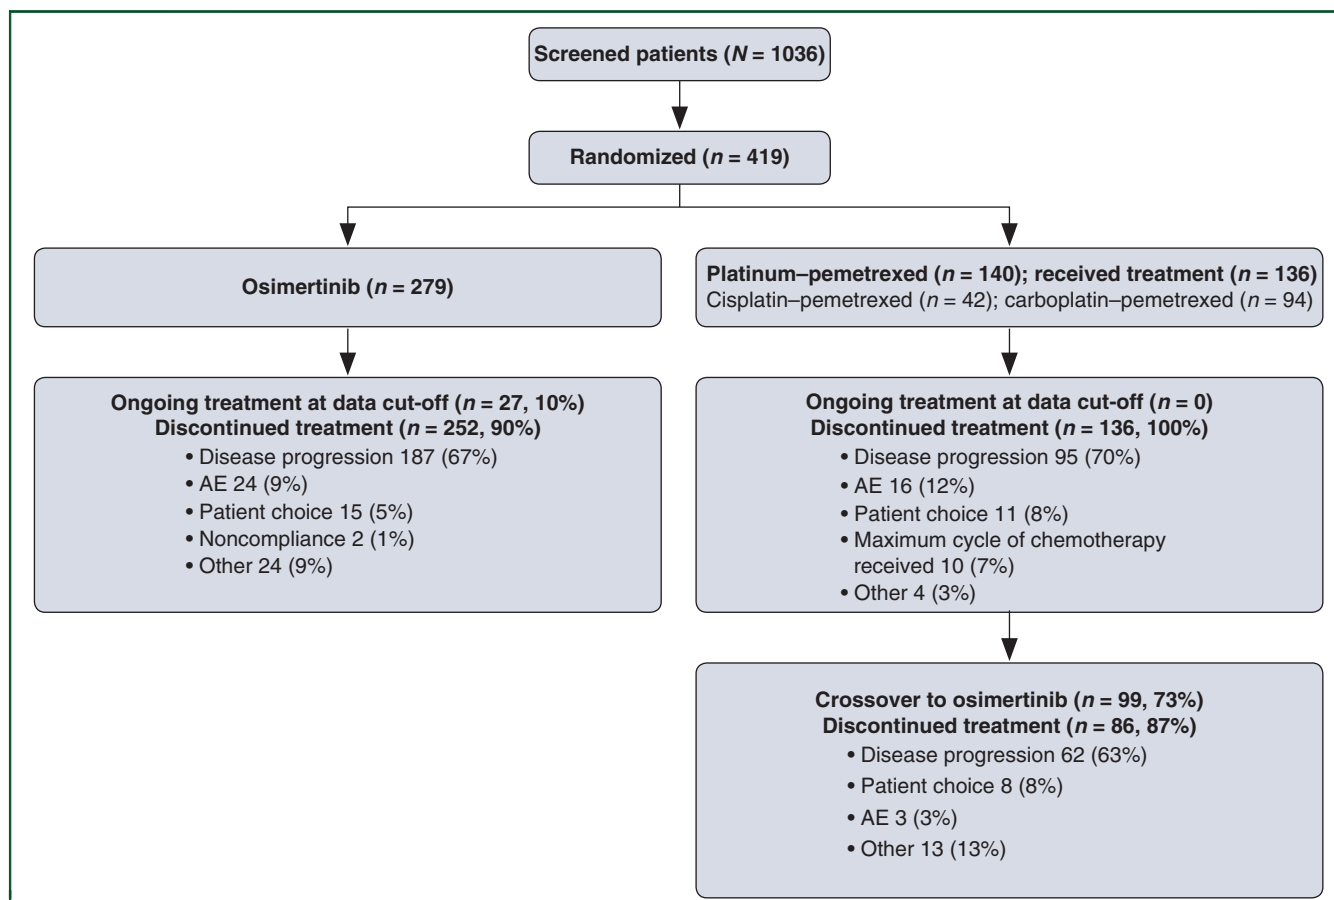 Screened patients (N = 1036)
Randomized (n = 419)
Osimertinib (n = 279)
Platinum–pemetrexed (n = 140); received treatment (n = 136)
Cisplatin–pemetrexed (n = 42); carboplatin–pemetrexed (n = 94)
Ongoing treatment at data cut-off (n = 27, 10%)
Discontinued treatment (n = 252, 90%)
• Disease progression 187 (67%)
• AE 24 (9%)
• Patient choice 15 (5%)
• Noncompliance 2 (1%)
• Other 24 (9%)
Ongoing treatment at data cut-off (n = 0)
Discontinued treatment (n = 136, 100%)
• Disease progression 95 (70%)
• AE 16 (12%)
• Patient choice 11 (8%)
• Maximum cycle of chemotherapy
received 10 (7%)
• Other 4 (3%)
Crossover to osimertinib (n = 99, 73%)
Discontinued treatment (n = 86, 87%)
• Disease progression 62 (63%)
• Patient choice 8 (8%)
• AE 3 (3%)
• Other 13 (13%)